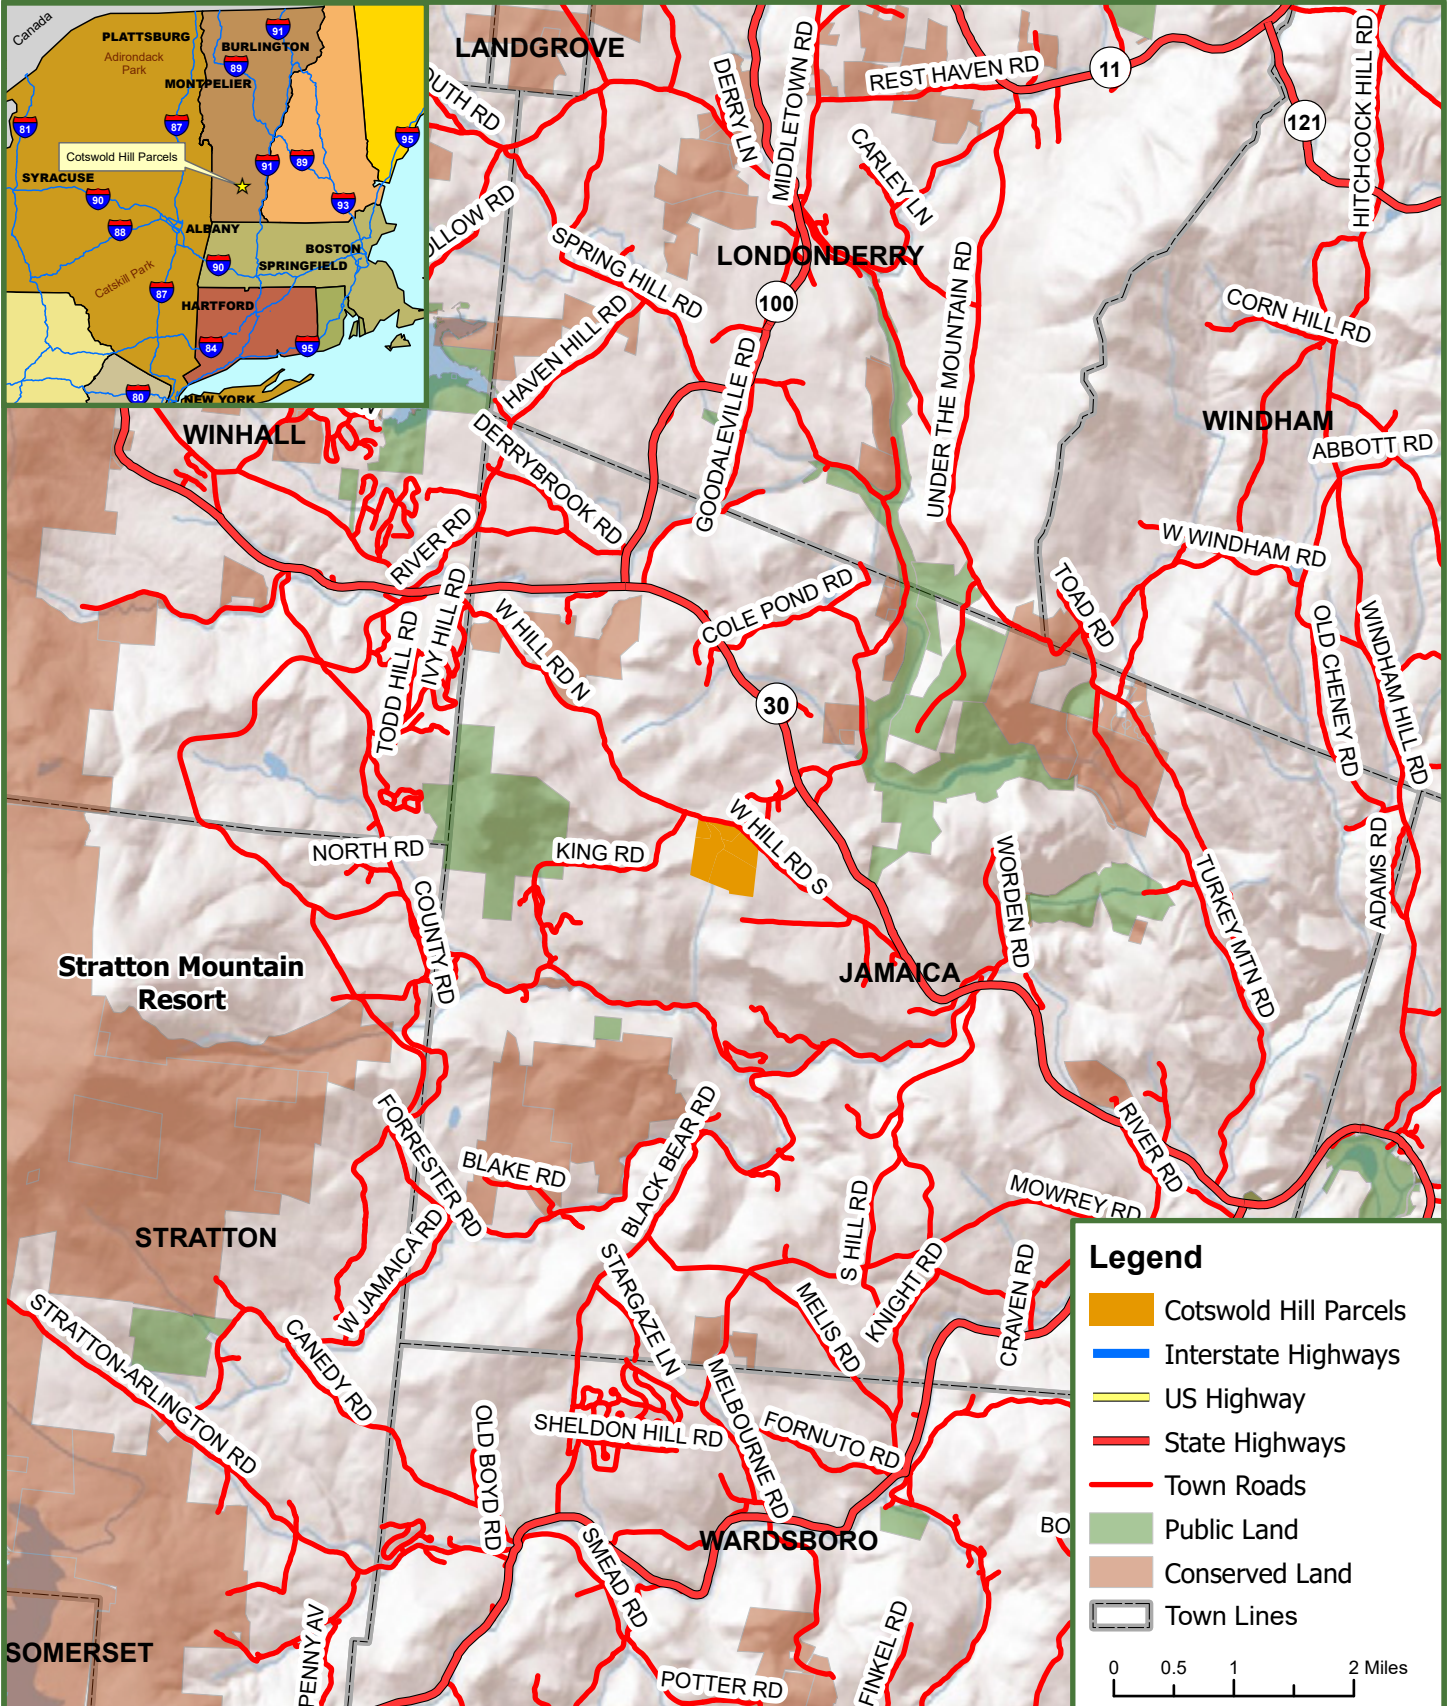 Canada
PLATTSBURG
Adirondack
Park
BURLINGTON
MONTPELIER
91
89
81
87
95
Cotswold Hill Parcels
91
89
SYRACUSE
90
93
88
ALBANY
BOSTON
90
SPRINGFIELD
Catskill Park
87
HARTFORD
84
95
80
NEW YORK
LANDGROVE
OUTH RD
DERRY LN
MIDDLETOWN RD
REST HAVEN RD
11
121
HITCHCOCK HILL RD
CARLEY LN
OLLOW RD
SPRING HILL RD
LONDONDERRY
100
UNDER THE MOUNTAIN RD
CORN HILL RD
HAVEN HILL RD
GOODALEVILLE RD
WINHALL
DERRYBROOK RD
WINDHAM
ABBOTT RD
RIVER RD
W WINDHAM RD
IVY HILL RD
TODD HILL RD
W HILL RD N
COLE POND RD
TOAD RD
OLD CHENEY RD
WINDHAM HILL RD
30
W HILL RD S
NORTH RD
KING RD
WORDEN RD
TURKEY MTN RD
ADAMS RD
COUNTY RD
Stratton Mountain
Resort
JAMAICA
FORRESTER RD
BLAKE RD
BLACK BEAR RD
RIVER RD
MOWREY RD
S HILL RD
STRATTON
W JAMAICA RD
KNIGHT RD
CRAVEN RD
STARGAZE LN
MELIS RD
STRATTON-ARLINGTON RD
CANEDY RD
MELBOURNE RD
OLD BOYD RD
SHELDON HILL RD
FORNUTO RD
WARDSBORO
BO
SMEAD RD
SOMERSET
PENNY AV
POTTER RD
FINKEL RD
Legend
Cotswold Hill Parcels
Interstate Highways
US Highway
State Highways
Town Roads
Public Land
Conserved Land
Town Lines
0 0.5 1 2 Miles